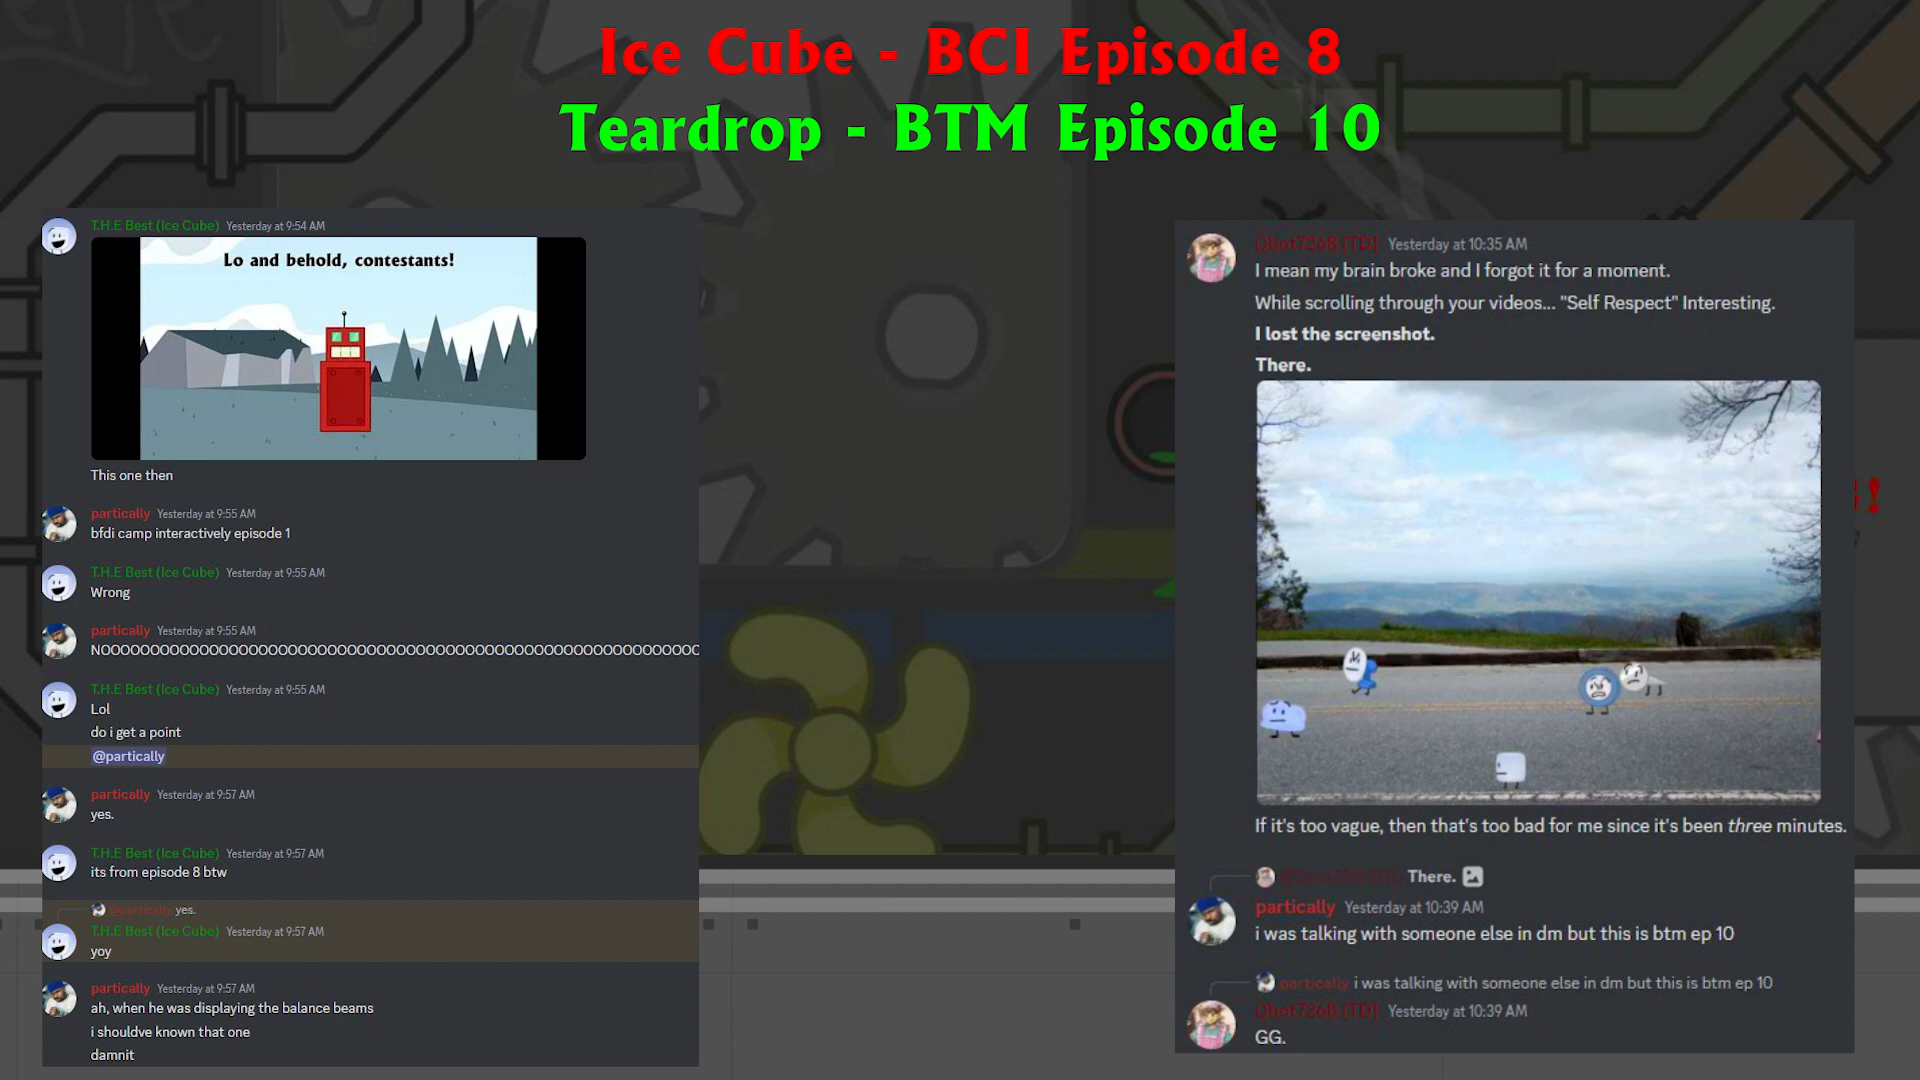 Ice Cube - BCI Episode 8
Teardrop - BTM Episode 10
T.H.E Best (Ice Cube) Yesterday at 9:54 AM
Lo and behold, contestants!
This one then
partically Yesterday at 9:55 AM
bfdi camp interactively episode 1
T.H.E Best (Ice Cube) Yesterday at 9:55 AM
Wrong
partically Yesterday at 9:55 AM
T.H.E Best (Ice Cube) Yesterday at 9:55 AM
Lol
do i get a point
@partically
partically Yesterday at 9:57 AM
yes.
T.H.E Best (Ice Cube) Yesterday at 9:57 AM
its from episode 8 btw
@partically yes.
T.H.E Best (Ice Cube) Yesterday at 9:57 AM
yoy
partically Yesterday at 9:57 AM
ah, when he was displaying the balance beams
i shouldve known that one
damnit
Qbot7268 [TD] Yesterday at 10:35 AM
I mean my brain broke and I forgot it for a moment.
While scrolling through your videos... "Self Respect" Interesting.
I lost the screenshot.
There.
If it's too vague, then that's too bad for me since it's been three minutes.
There.
partically Yesterday at 10:39 AM
i was talking with someone else in dm but this is btm ep 10
partically i was talking with someone else in dm but this is btm ep 10
Qbot7268 [TD] Yesterday at 10:39 AM
GG.